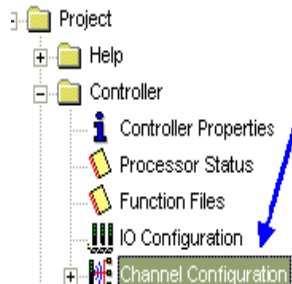 Project
Help
Controller
Controller Properties
Processor Status
Function Files
IO Configuration
Channel Configuration